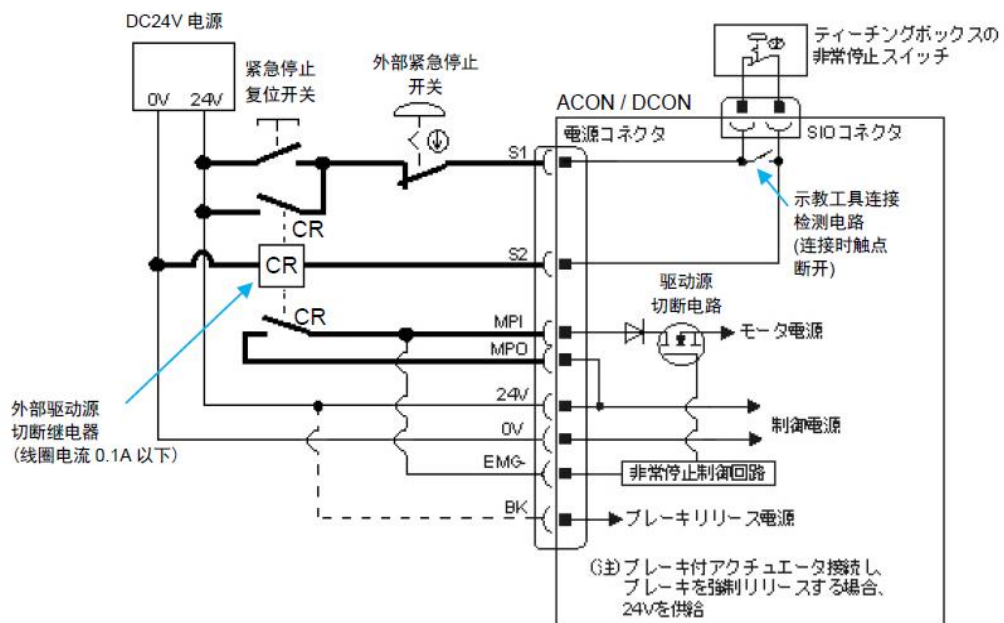 DC24V 电源
0V 24V
紧急停止
复位开关
外部紧急停止
开关
ティーチングボックスの
非常停止スイッチ
ACON / DCON
電源コネクタ
SIOコネクタ
S1
CR
示教工具连接
检测电路
(连接时触点
断开)
CR
S2
驱动源
切断电路
CR
MPI
モータ電源
MPO
外部驱动源
切断继电器
(线圈电流 0.1A 以下)
24V
制御電源
0V
EMG-
非常停止制御回路
BK
ブレーキリリース電源
(注)ブレーキ付アクチュエータ接続し、
ブレーキを強制リリースする場合、
24Vを供給